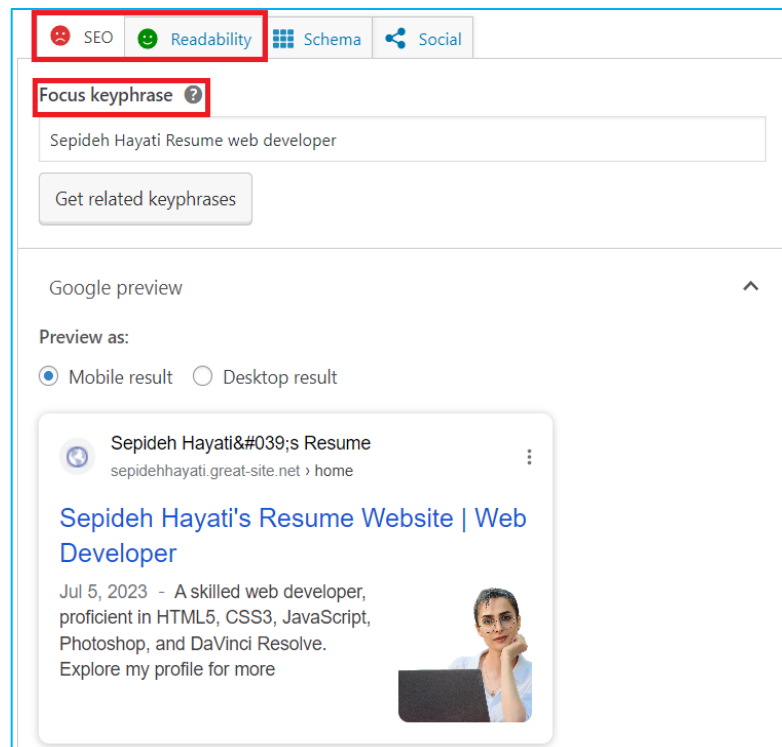 SEO Readability Schema Social
Focus keyphrase ?
Sepideh Hayati Resume web developer
Get related keyphrases
Google preview
Preview as:
Mobile result Desktop result
Sepideh Hayati&#039;s Resume
sepidehhayati.great-site.net › home
Sepideh Hayati's Resume Website | Web
Developer
Jul 5, 2023 - A skilled web developer,
proficient in HTML5, CSS3, JavaScript,
Photoshop, and DaVinci Resolve.
Explore my profile for more